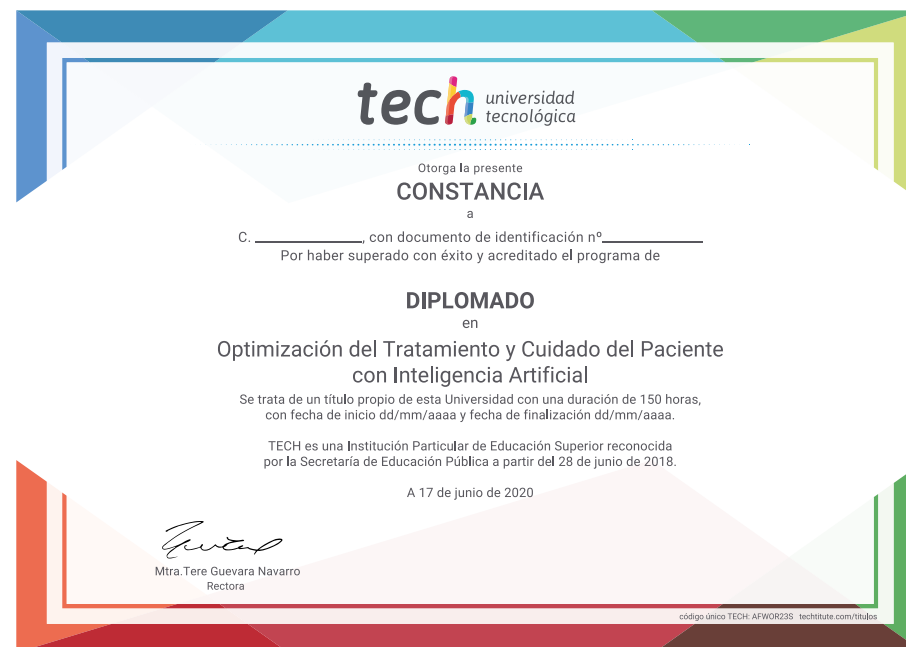 tech universidad
tecnológica
Otorga la presente
CONSTANCIA
a
C. ____________, con documento de identificación nº____________
Por haber superado con éxito y acreditado el programa de
DIPLOMADO
en
Optimización del Tratamiento y Cuidado del Paciente
con Inteligencia Artificial
Se trata de un título propio de esta Universidad con una duración de 150 horas,
con fecha de inicio dd/mm/aaaa y fecha de finalización dd/mm/aaaa.
TECH es una Institución Particular de Educación Superior reconocida
por la Secretaría de Educación Pública a partir del 28 de junio de 2018.
A 17 de junio de 2020
Mtra.Tere Guevara Navarro
Rectora
código único TECH: AFWOR23S techtitute.com/titulos